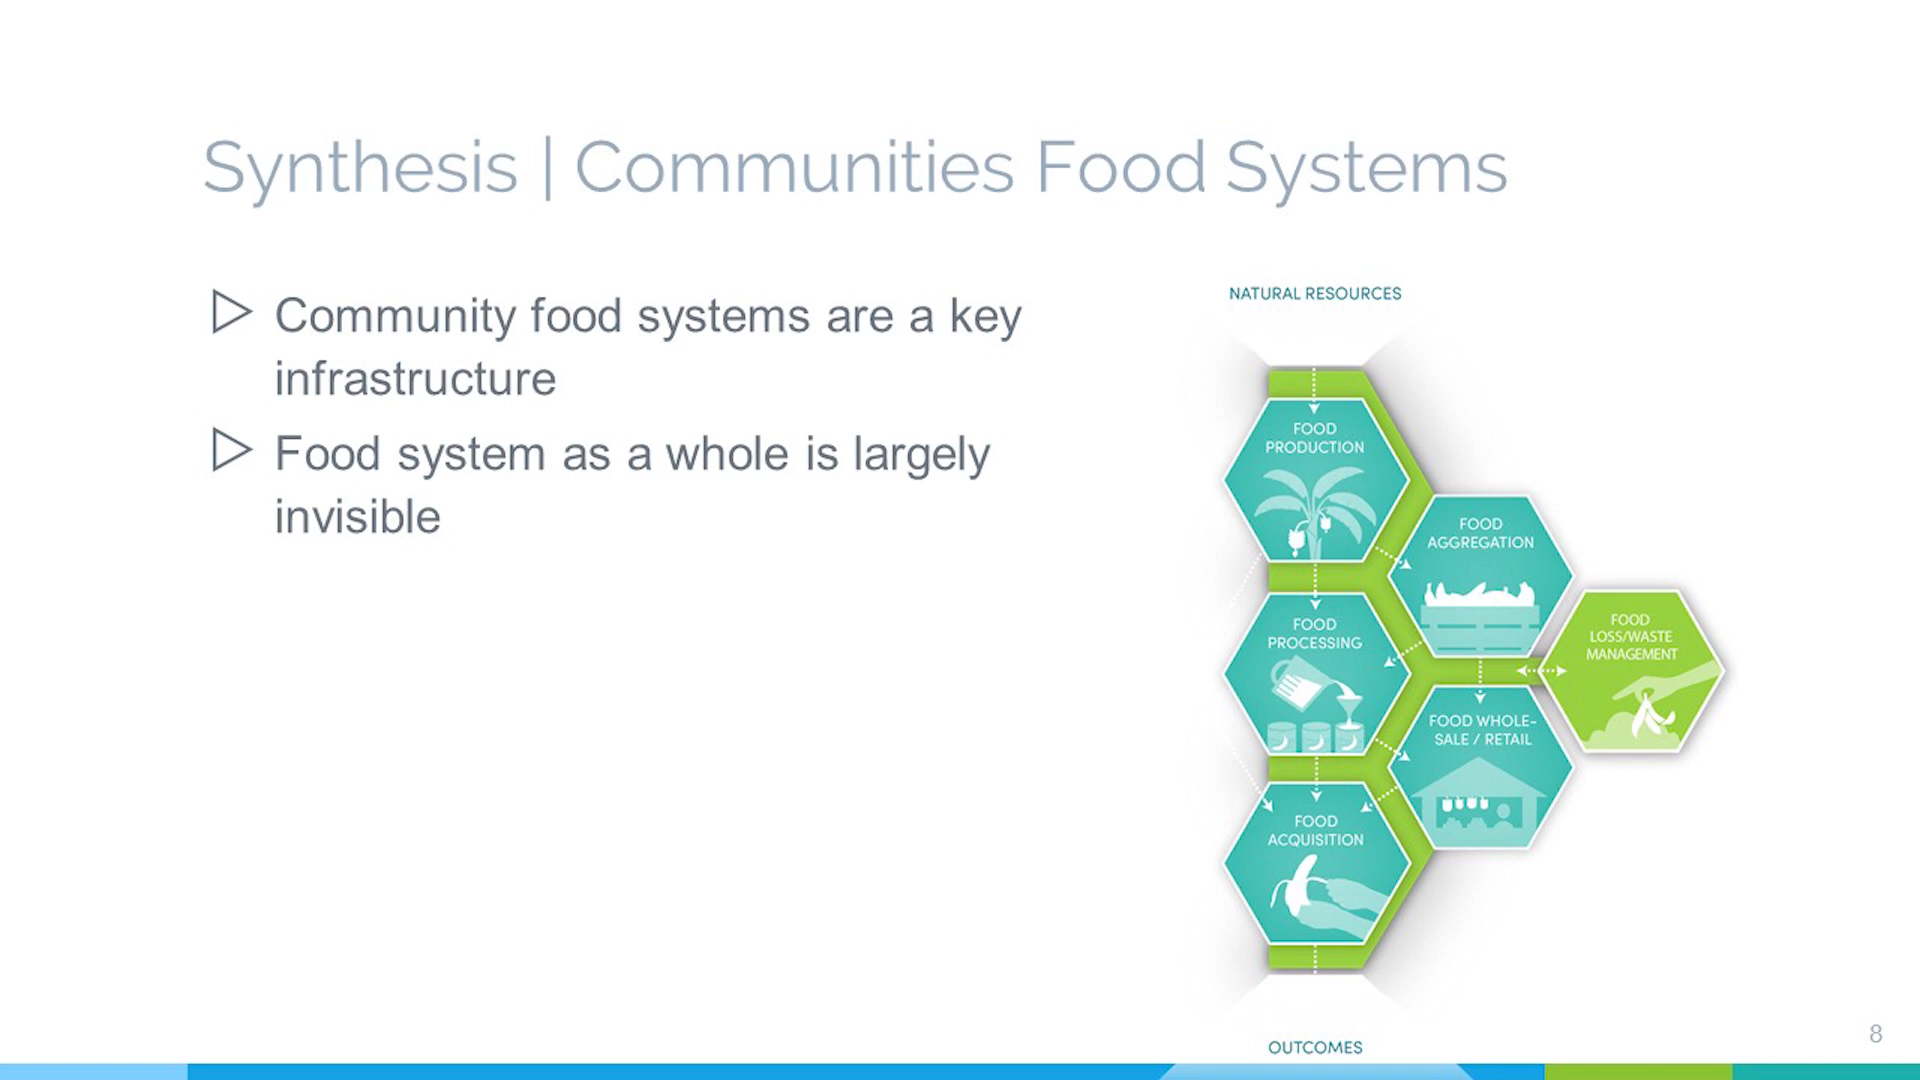 Synthesis | Communities Food Systems
Community food systems are a key
infrastructure
Food system as a whole is largely
invisible
NATURAL RESOURCES
FOOD
PRODUCTION
FOOD
AGGREGATION
FOOD
PROCESSING
FOOD
LOSS/WASTE
MANAGEMENT
FOOD WHOLE-
SALE / RETAIL
FOOD
ACQUISITION
OUTCOMES
8